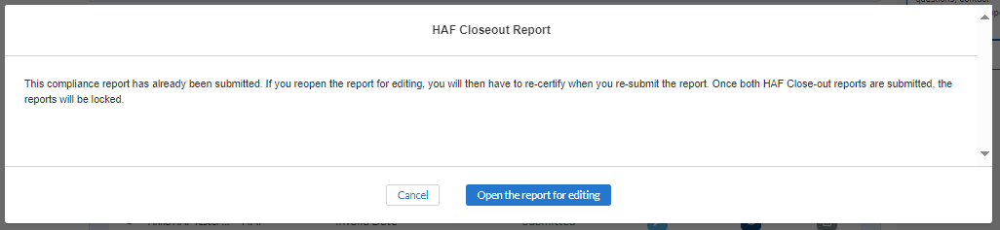 HAF Closeout Report
This compliance report has already been submitted. If you reopen the report for editing, you will then have to re-certify when you re-submit the report. Once both HAF Close-out reports are submitted, the
reports will be locked.
Cancel
Open the report for editing